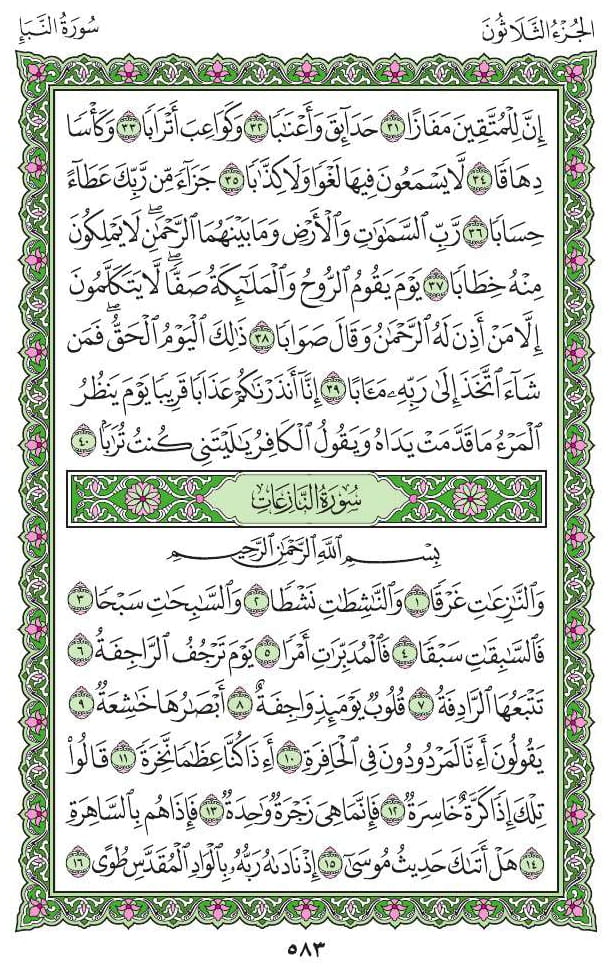 الجُزْءُ الثَّلَاثُونَ
سُورَةُ النَّبَإِ
إِنَّ لِلْمُتَّقِينَ مَفَازًا ٣١ حَدَآئِقَ وَأَعْنَٰبًا ٣٢ وَكَوَاعِبَ أَتْرَابًا ٣٣ وَكَأْسًا
دِهَاقًا ٣٤ لَّا يَسْمَعُونَ فِيهَا لَغْوًا وَلَا كِذَّٰبًا ٣٥ جَزَآءً مِّن رَّبِّكَ عَطَآءً
حِسَابًا ٣٦ رَّبِّ ٱلسَّمَٰوَٰتِ وَٱلْأَرْضِ وَمَا بَيْنَهُمَا ٱلرَّحْمَٰنِۖ لَا يَمْلِكُونَ
مِنْهُ خِطَابًا ٣٧ يَوْمَ يَقُومُ ٱلرُّوحُ وَٱلْمَلَٰٓئِكَةُ صَفًّاۖ لَّا يَتَكَلَّمُونَ
إِلَّا مَنْ أَذِنَ لَهُ ٱلرَّحْمَٰنُ وَقَالَ صَوَابًا ٣٨ ذَٰلِكَ ٱلْيَوْمُ ٱلْحَقُّۖ فَمَن
شَآءَ ٱتَّخَذَ إِلَىٰ رَبِّهِۦ مَـَٔابًا ٣٩ إِنَّآ أَنذَرْنَٰكُمْ عَذَابًا قَرِيبًا يَوْمَ يَنظُرُ
ٱلْمَرْءُ مَا قَدَّمَتْ يَدَاهُ وَيَقُولُ ٱلْكَافِرُ يَٰلَيْتَنِى كُنتُ تُرَٰبًۢا ٤٠
سُورَةُ النَّازِعَاتِ
بِسْمِ ٱللَّهِ ٱلرَّحْمَٰنِ ٱلرَّحِيمِ
وَٱلنَّٰزِعَٰتِ غَرْقًا ١ وَٱلنَّٰشِطَٰتِ نَشْطًا ٢ وَٱلسَّٰبِحَٰتِ سَبْحًا ٣
فَٱلسَّٰبِقَٰتِ سَبْقًا ٤ فَٱلْمُدَبِّرَٰتِ أَمْرًا ٥ يَوْمَ تَرْجُفُ ٱلرَّاجِفَةُ ٦
تَتْبَعُهَا ٱلرَّادِفَةُ ٧ قُلُوبٌ يَوْمَئِذٍ وَاجِفَةٌ ٨ أَبْصَٰرُهَا خَٰشِعَةٌ ٩
يَقُولُونَ أَءِنَّا لَمَرْدُودُونَ فِى ٱلْحَافِرَةِ ١٠ أَءِذَا كُنَّا عِظَٰمًا نَّخِرَةً ١١ قَالُوا۟
تِلْكَ إِذًا كَرَّةٌ خَاسِرَةٌ ١٢ فَإِنَّمَا هِىَ زَجْرَةٌ وَٰحِدَةٌ ١٣ فَإِذَا هُم بِٱلسَّاهِرَةِ
١٤ هَلْ أَتَىٰكَ حَدِيثُ مُوسَىٰٓ ١٥ إِذْ نَادَىٰهُ رَبُّهُۥ بِٱلْوَادِ ٱلْمُقَدَّسِ طُوًى ١٦
٥٨٣